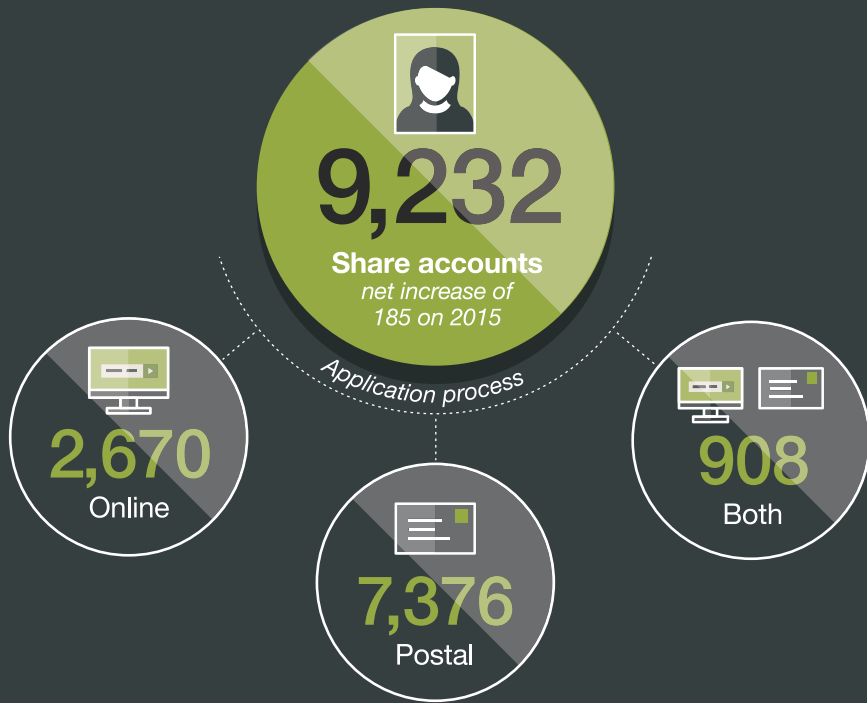 9,232
Share accounts
net increase of
185 on 2015
Application process
2,670
Online
7,376
Postal
908
Both